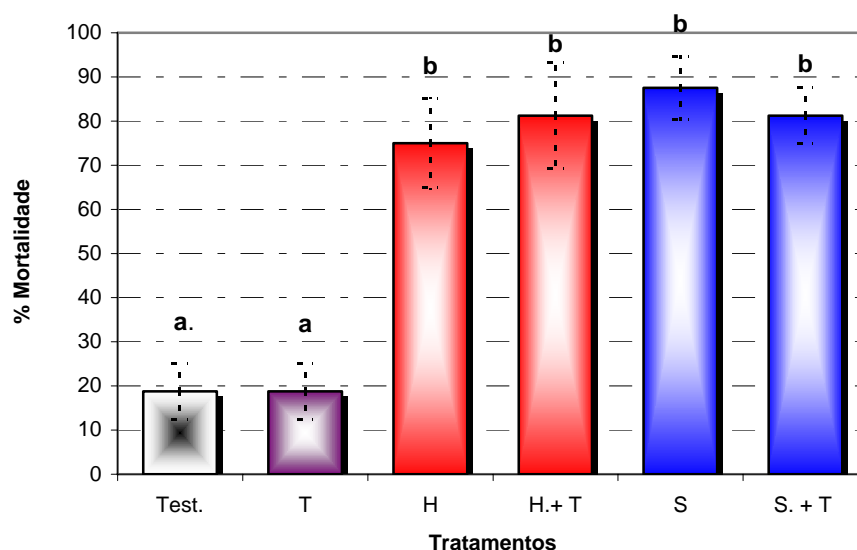 % Mortalidade
100
90
80
70
60
50
40
30
20
10
0
a.
a
b
b
b
b
Test.
T
H
H.+ T
S
S. + T
Tratamentos